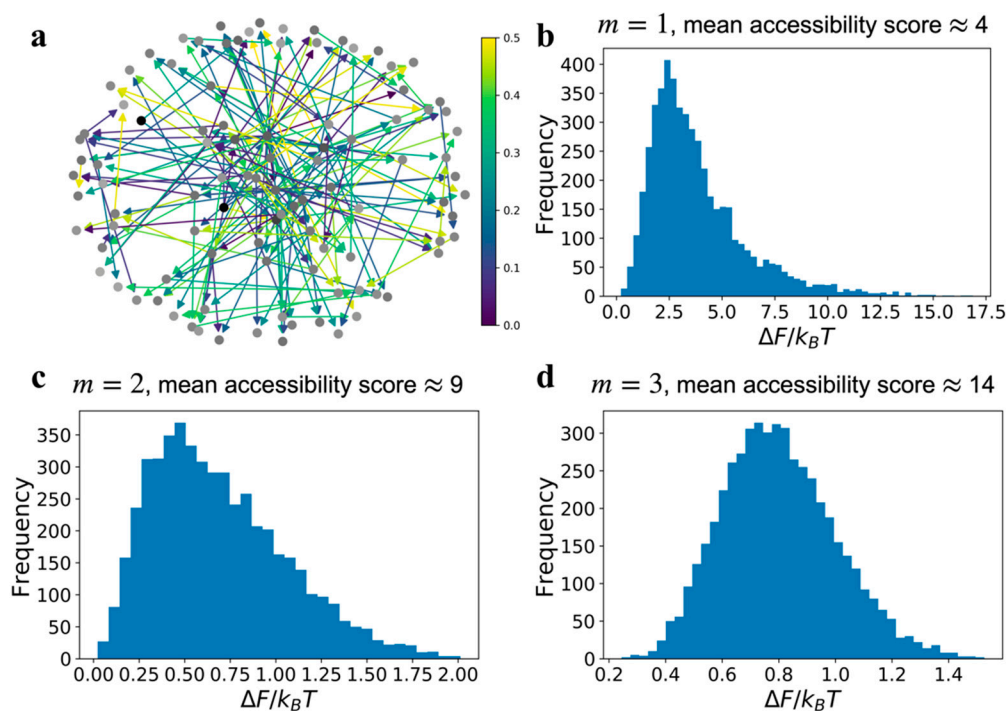 a
0.5
0.4
0.3
0.2
0.1
0.0
b
m = 1, mean accessibility score ≈ 4
Frequency
400
350
300
250
200
150
100
50
0
0.0 2.5 5.0 7.5 10.0 12.5 15.0 17.5
ΔF/k_BT
c
m = 2, mean accessibility score ≈ 9
Frequency
350
300
250
200
150
100
50
0
0.00 0.25 0.50 0.75 1.00 1.25 1.50 1.75 2.00
ΔF/k_BT
d
m = 3, mean accessibility score ≈ 14
Frequency
300
250
200
150
100
50
0
0.2 0.4 0.6 0.8 1.0 1.2 1.4
ΔF/k_BT